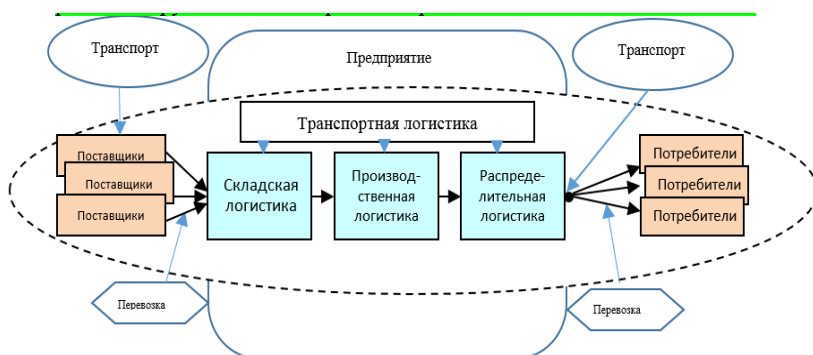 Транспорт
Предприятие
Транспорт
Транспортная логистика
Поставщики
Поставщики
Поставщики
Складская
логистика
Производ-
ственная
логистика
Распреде-
лительная
логистика
Потребители
Потребители
Потребители
Перевозка
Перевозка